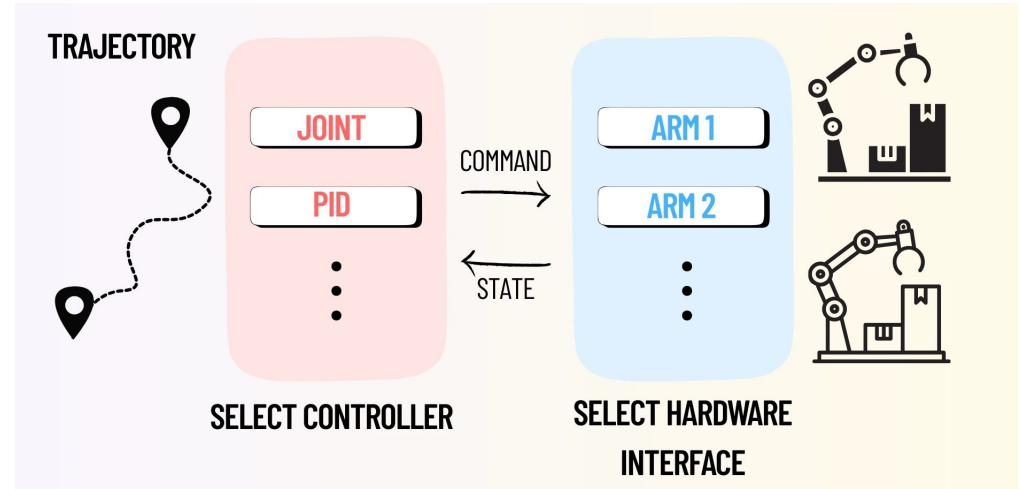 TRAJECTORY
JOINT
PID
SELECT CONTROLLER
COMMAND
STATE
ARM 1
ARM 2
SELECT HARDWARE
INTERFACE